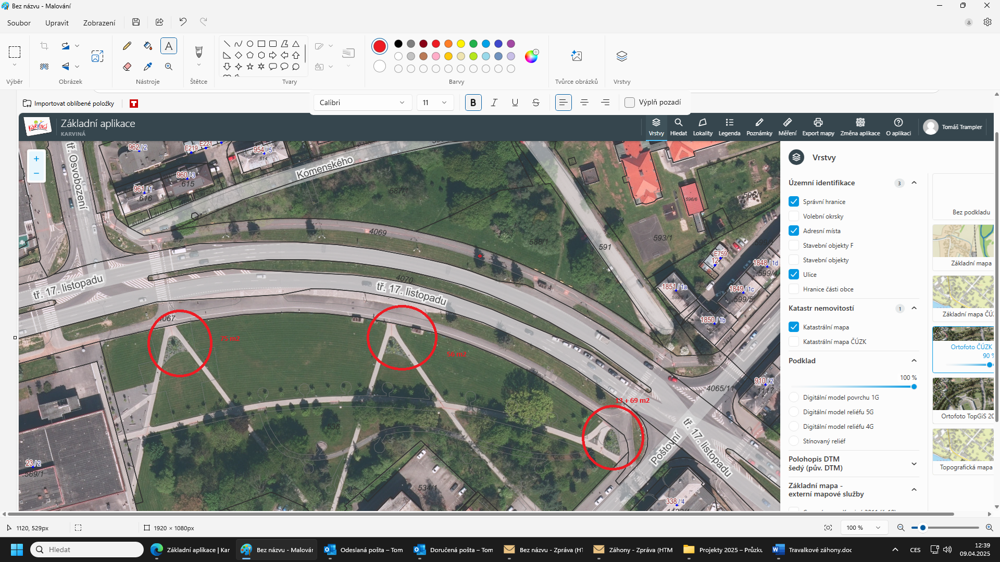 Bez názvu - Malování
Soubor
Upravit
Zobrazení
Výběr
Obrázek
Nástroje
Štětce
Tvary
Barvy
Tvůrce obrázků
Vrstvy
Importovat oblíbené položky
Calibri
11
Výplň pozadí
KARVINÁ
Základní aplikace
KARVINÁ
Vrstvy
Hledat
Lokality
Legenda
Poznámky
Měření
Export mapy
Změna aplikace
O aplikaci
Tomáš Trampler
tř. Osvobození
962 / 2
E219
E221
954 / 5
614
Komenského
960 / 3
.615
961 / 1
616
587/1
4069
588/1
591
593/1
596/6
596/1
E759
12
1848 / 1d
.599/4
1851 / 1a
1849 / 1c
.599/5
1850 / 1b
tř. 17. listopadu
4070
tř. 17. listopadu
4067
75 m2
56 m2
13 + 69 m2
4065/11
910 / 2
1117
536
Poštovní
tř. 17. listopadu
23 / 2
.569/1
534/1
338 / 4
Vrstvy
Územní identifikace
3
Správní hranice
Volební okrsky
Adresní místa
Stavební objekty F
Stavební objekty
Ulice
Hranice části obce
Katastr nemovitostí
1
Katastrální mapa
Katastrální mapa ČÚZK
Podklad
100 %
Digitální model povrchu 1G
Digitální model reliéfu 5G
Digitální model reliéfu 4G
Stínovaný reliéf
Polohopis DTM
šedý (pův. DTM)
Základní mapa -
externí mapové služby
Bez podkladu
Základní mapa
Základní mapa ČÚZ
Ortofoto ČÚZK
90 %
Ortofoto TopGiS 20
Topografická mapa
1120, 529px
1920 × 1080px
100 %
Hledat
Základní aplikace | Kar
Bez názvu - Malován
Odeslaná pošta – Tom
Doručená pošta – Tom
Bez názvu - Zpráva (HT
Záhony - Zpráva (HTM
Projekty 2025 – Průzku
Travalkové záhony.doc
CES
12:39
09.04.2025